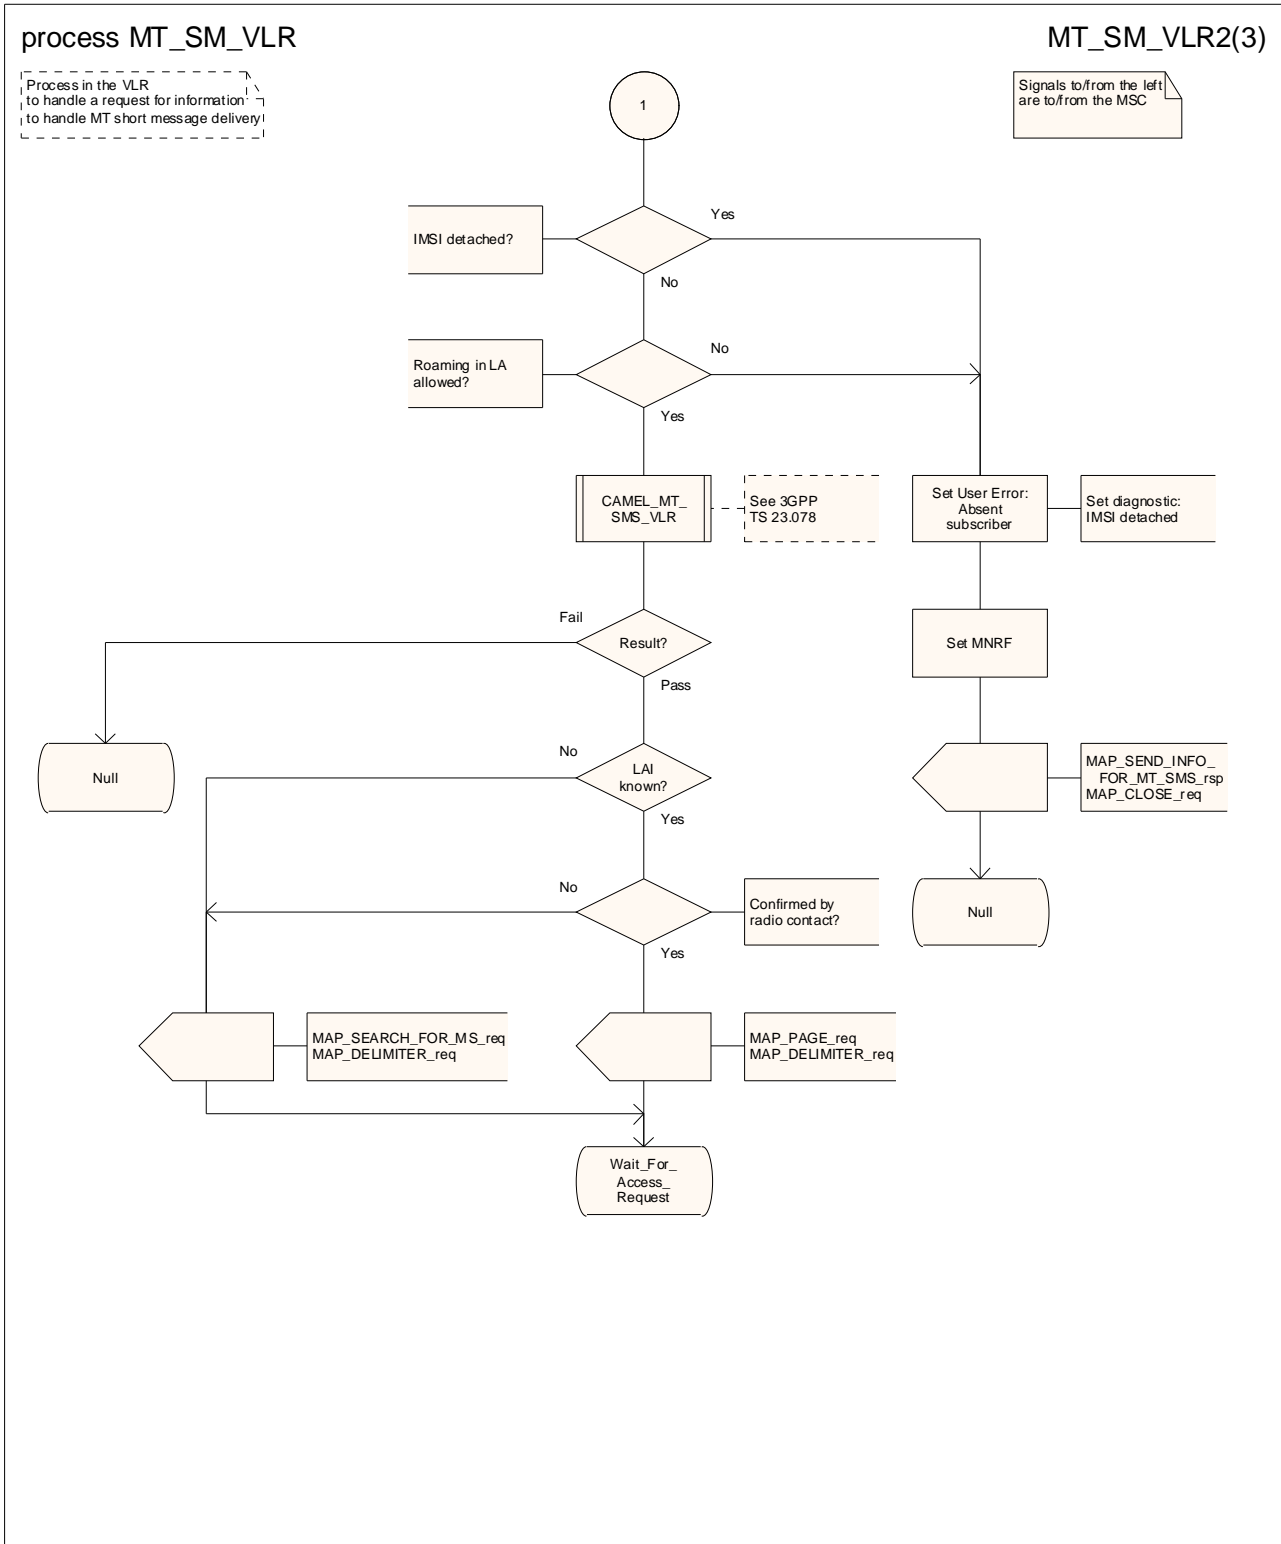 process MT_SM_VLR
MT_SM_VLR2(3)
Process in the VLR
to handle a request for information
to handle MT short message delivery
1
Signals to/from the left
are to/from the MSC
Yes
IMSI detached?
No
No
Roaming in LA
allowed?
Yes
CAMEL_MT_
SMS_VLR
See 3GPP
TS 23.078
Set User Error:
Absent
subscriber
Set diagnostic:
IMSI detached
Fail
Result?
Set MNRF
Pass
No
LAI
known?
Null
MAP_SEND_INFO_
FOR_MT_SMS_rsp
MAP_CLOSE_req
Yes
No
Confirmed by
radio contact?
Null
Yes
MAP_SEARCH_FOR_MS_req
MAP_DELIMITER_req
MAP_PAGE_req
MAP_DELIMITER_req
Wait_For_
Access_
Request